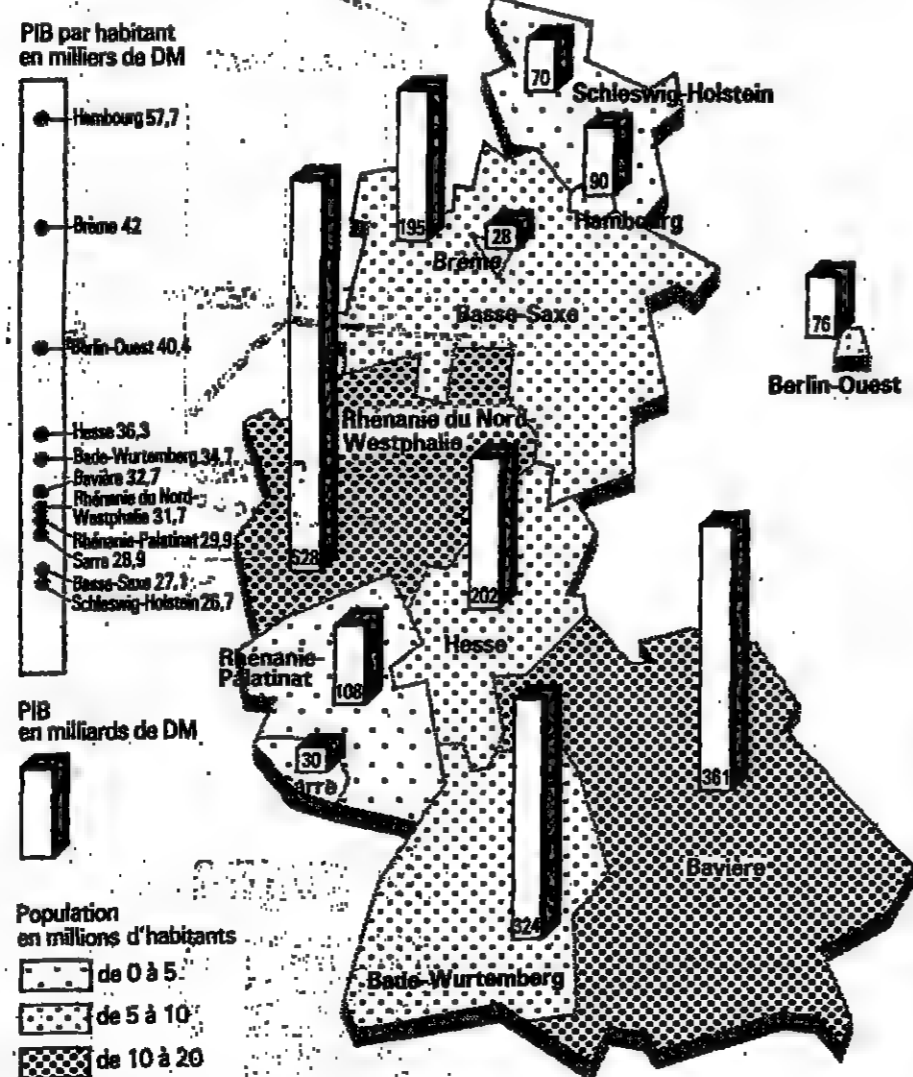 PIB par habitant
en milliers de DM
Hambourg 57,7
Brème 42
Berlin-Ouest 40,4
Hesse 36,3
Bade-Wurtemberg 34,7
Bavière 32,7
Rhénanie du Nord-
Westphalie 31,7
Rhénanie-Palatinat 29,9
Sarre 28,9
Basse-Saxe 27,1
Schleswig-Holstein 26,7
PIB
en milliards de DM
Population
en millions d'habitants
de 0 à 5
de 5 à 10
de 10 à 20
70
Schleswig-Holstein
90
Hambourg
195
28
Brème
Basse-Saxe
76
Berlin-Ouest
Rhénanie du Nord-
Westphalie
528
202
Hesse
Rhénanie-
Palatinat
108
30
Sarre
361
Bavière
324
Bade-Wurtemberg